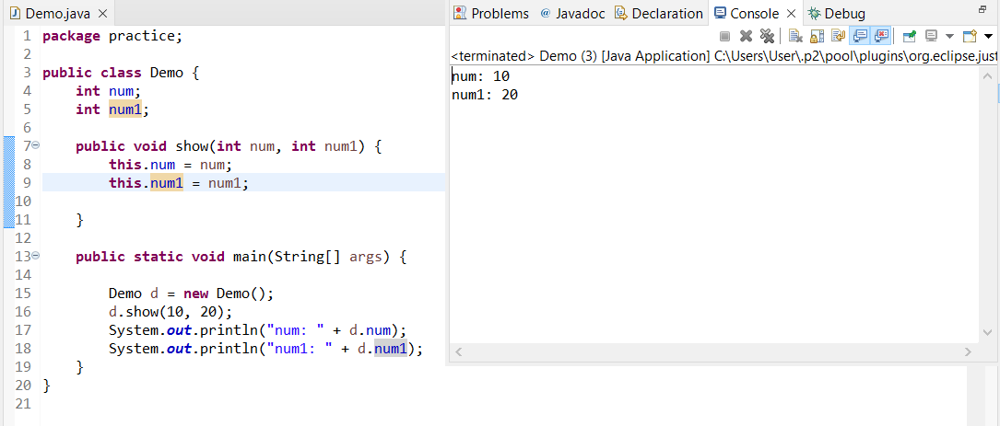 Demo.java
1 package practice;
2
3 public class Demo {
4 int num;
5 int num1;
6
7 public void show(int num, int num1) {
8 this.num = num;
9 this.num1 = num1;
10
11 }
12
13 public static void main(String[] args) {
14
15 Demo d = new Demo();
16 d.show(10, 20);
17 System.out.println("num: " + d.num);
18 System.out.println("num1: " + d.num1);
19 }
20 }
21
Problems @ Javadoc Declaration Console Debug
<terminated> Demo (3) [Java Application] C:\Users\User\.p2\pool\plugins\org.eclipse.just
num: 10
num1: 20